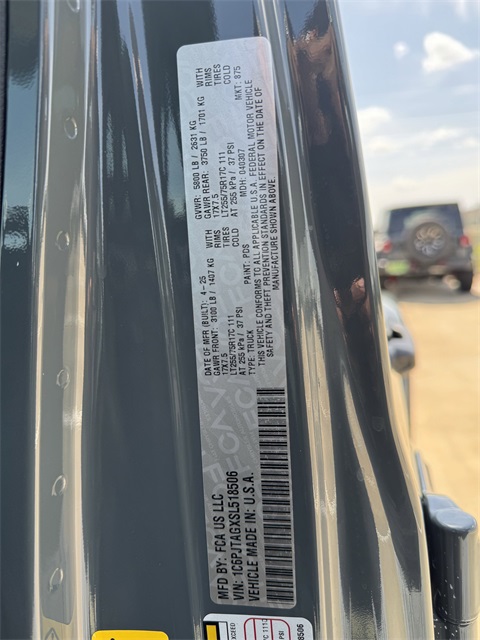 MFD BY: FCA US LLC
VIN: 1C6PJTAGXSL518506
VEHICLE MADE IN: U.S.A.
DATE OF MFR (BUILT): 4-25
GVWR: 5800 LB / 2631 KG
GAWR FRONT: 3100 LB / 1407 KG WITH
17X7.5 RIMS
LT255/75R17C 111 TIRES
AT 255 kPa / 37 PSI COLD
GAWR REAR: 3750 LB / 1701 KG WITH
17X7.5 RIMS
LT255/75R17C 111 TIRES
AT 255 kPa / 37 PSI COLD
TYPE: TRUCK PAINT: PDS MDH: 040307 MKT: 875
THIS VEHICLE CONFORMS TO ALL APPLICABLE U.S.A. FEDERAL MOTOR VEHICLE
SAFETY AND THEFT PREVENTION STANDARDS IN EFFECT ON THE DATE OF
MANUFACTURE SHOWN ABOVE.